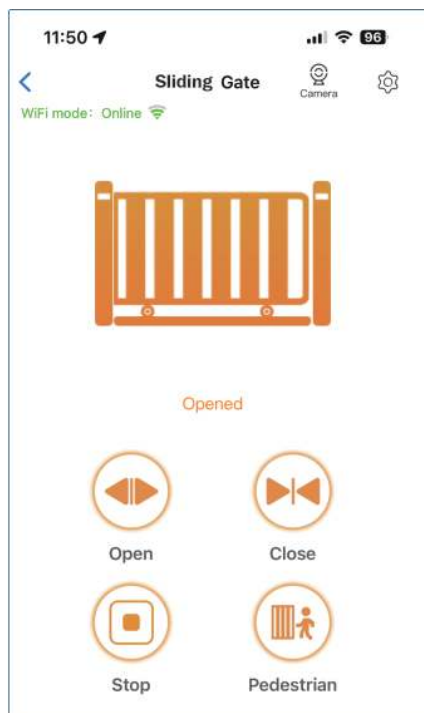 11:50
96
Sliding Gate
Camera
WiFi mode: Online
Opened
Open Close
Stop Pedestrian